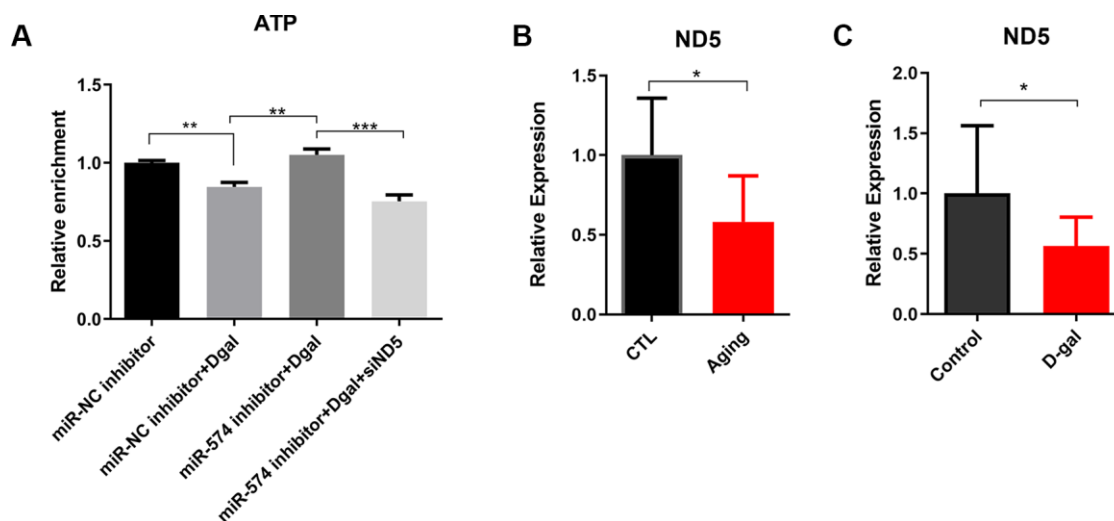 A
ATP
Relative enrichment
1.5
1.0
0.5
0.0
**
**
***
miR-NC inhibitor
miR-NC inhibitor+Dgal
miR-574 inhibitor+Dgal
miR-574 inhibitor+Dgal+siND5
B
ND5
Relative Expression
1.5
1.0
0.5
0.0
*
CTL
Aging
C
ND5
Relative Expression
2.0
1.5
1.0
0.5
0.0
*
Control
D-gal